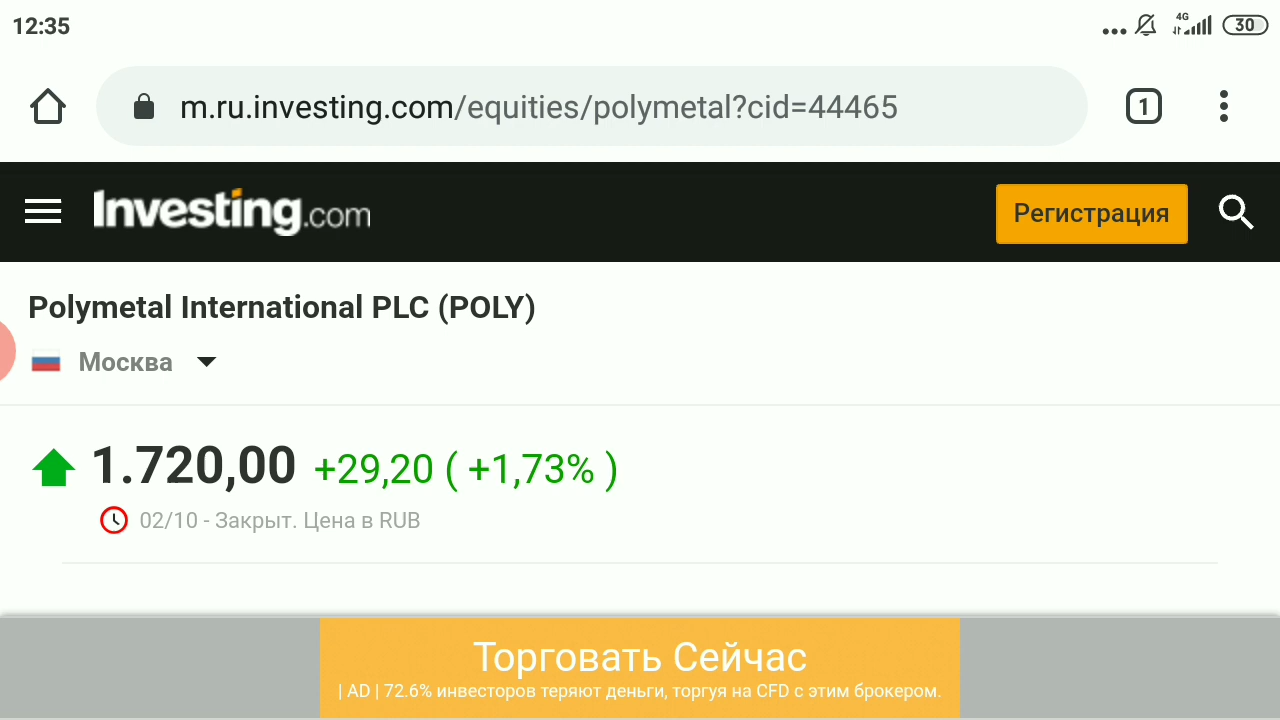 12:35
4G
30
m.ru.investing.com/equities/polymetal?cid=44465
1
Investing.com
Регистрация
Polymetal International PLC (POLY)
Москва
1.720,00 +29,20 ( +1,73% )
02/10 - Закрыт. Цена в RUB
Торговать Сейчас
| AD | 72.6% инвесторов теряют деньги, торгуя на CFD с этим брокером.